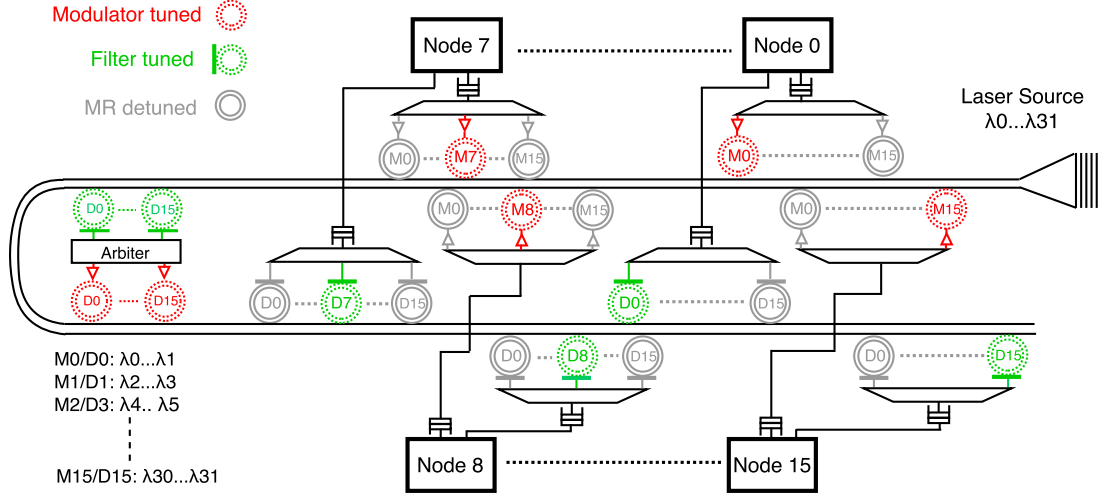 Modulator tuned
Filter tuned
MR detuned
Node 7
Node 0
Laser Source
λ0...λ31
M0
M7
M15
M0
M15
D0
D15
M0
M8
M15
M0
M15
Arbiter
D0
D15
D0
D7
D15
D0
D15
D0
D8
D15
D0
D15
M0/D0: λ0...λ1
M1/D1: λ2...λ3
M2/D3: λ4.. λ5
M15/D15: λ30...λ31
Node 8
Node 15